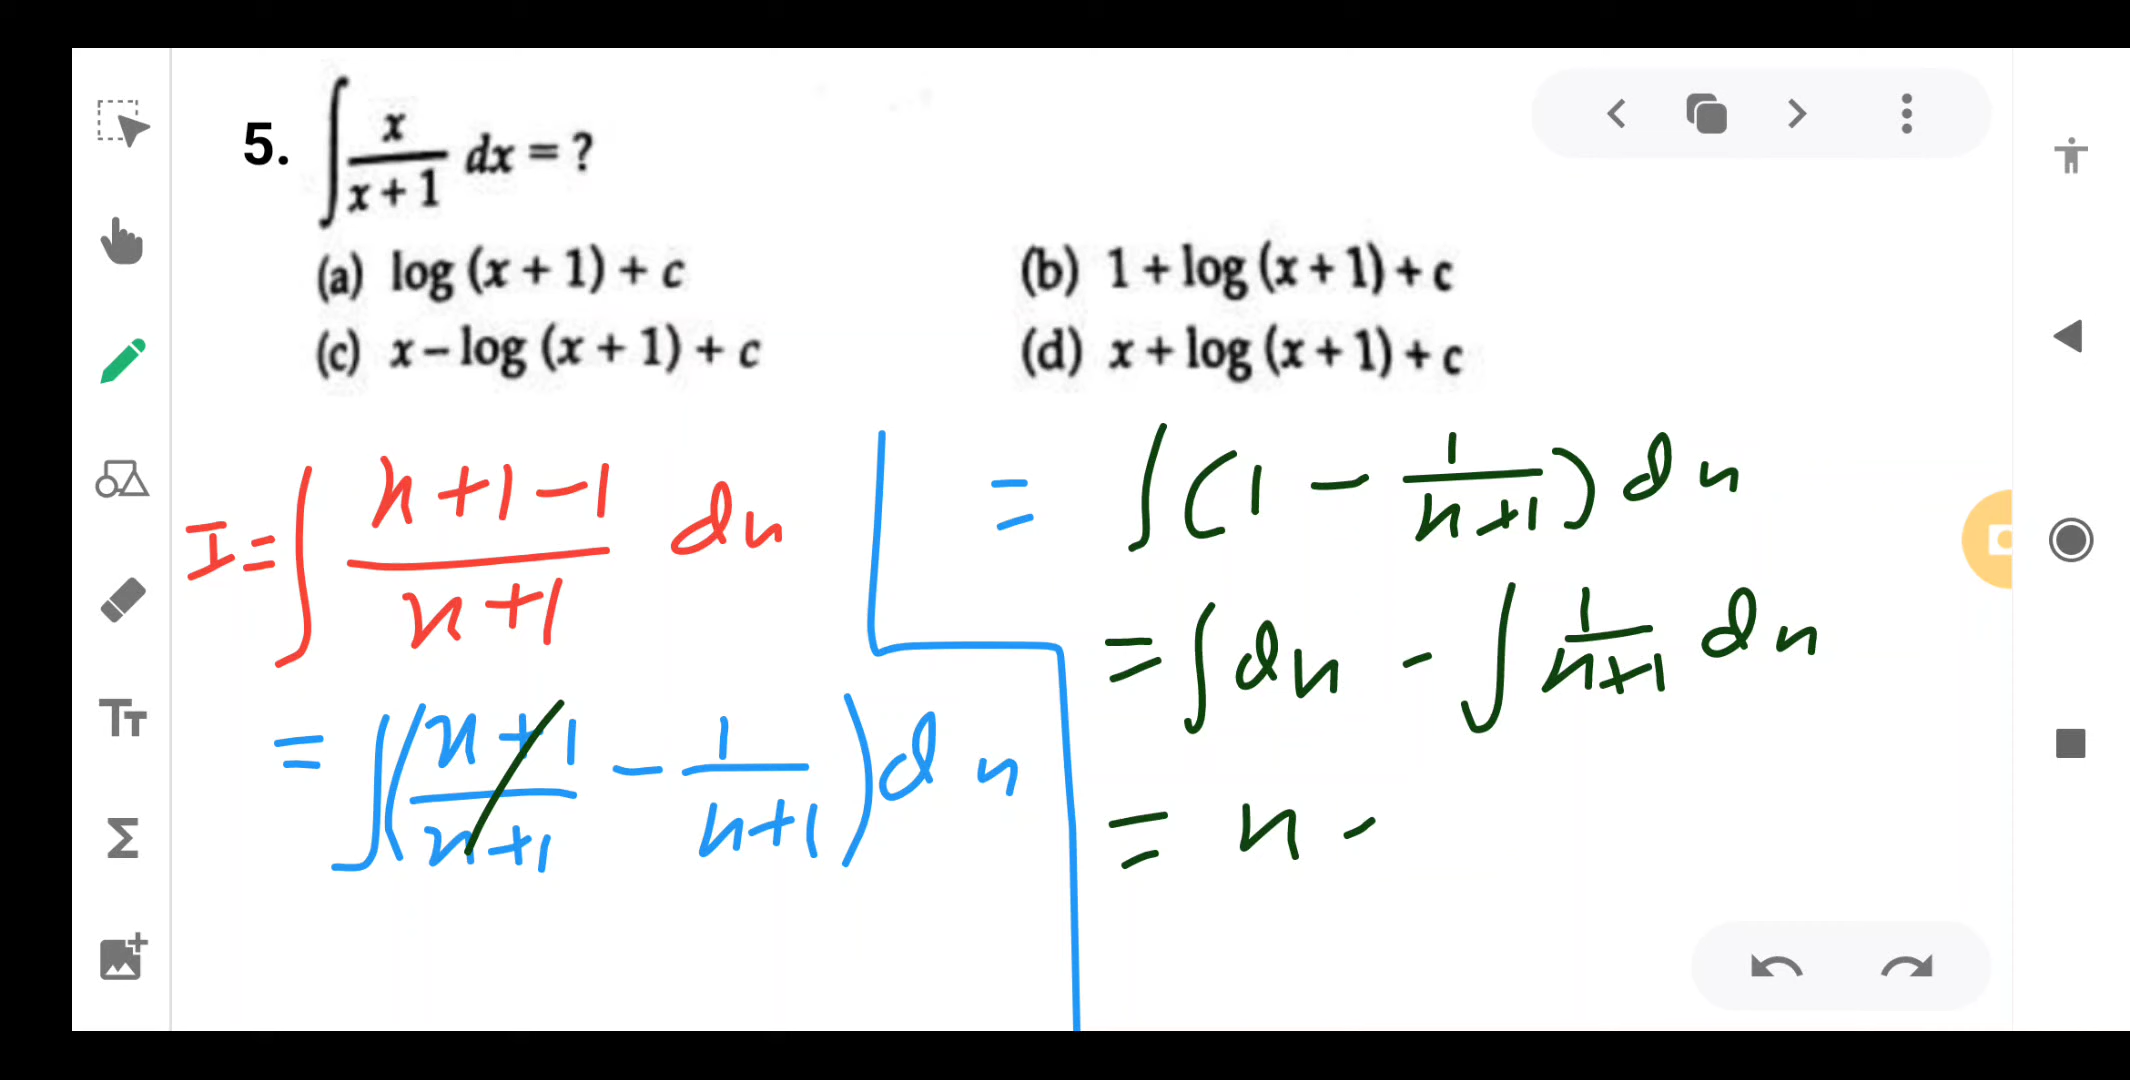 5. ∫ x/(x + 1) dx = ?
(a) log (x + 1) + c
(b) 1 + log (x + 1) + c
(c) x – log (x + 1) + c
(d) x + log (x + 1) + c
I = ∫ (x+1-1)/(x+1) dx
= ∫ ((x+1)/(x+1) - 1/(x+1)) dx
= ∫ (1 - 1/(x+1)) dx
= ∫ dx - ∫ 1/(x+1) dx
= x -
TT
Σ